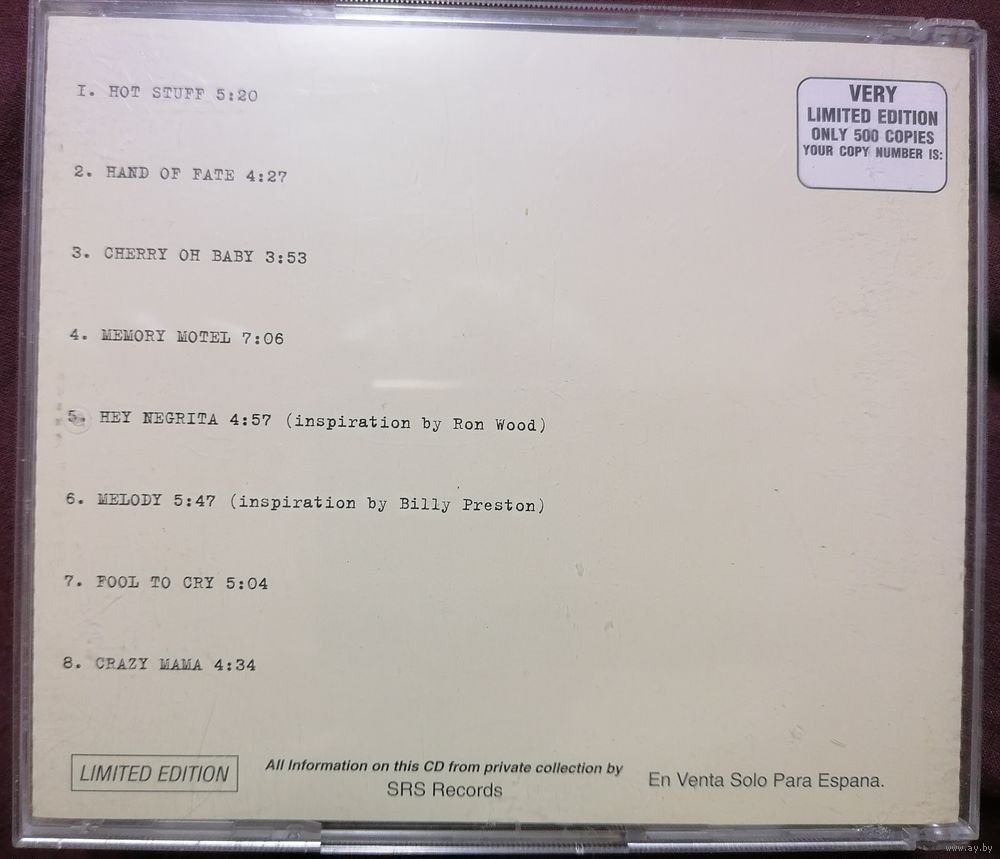 1. HOT STUFF 5:20
VERY
LIMITED EDITION
ONLY 500 COPIES
YOUR COPY NUMBER IS:
2. HAND OF FATE 4:27
3. CHERRY OH BABY 3:53
4. MEMORY MOTEL 7:06
5. HEY NEGRITA 4:57 (inspiration by Ron Wood)
6. MELODY 5:47 (inspiration by Billy Preston)
7. FOOL TO CRY 5:04
8. CRAZY MAMA 4:34
LIMITED EDITION
All Information on this CD from private collection by
SRS Records
En Venta Solo Para Espana.
www.ay.by